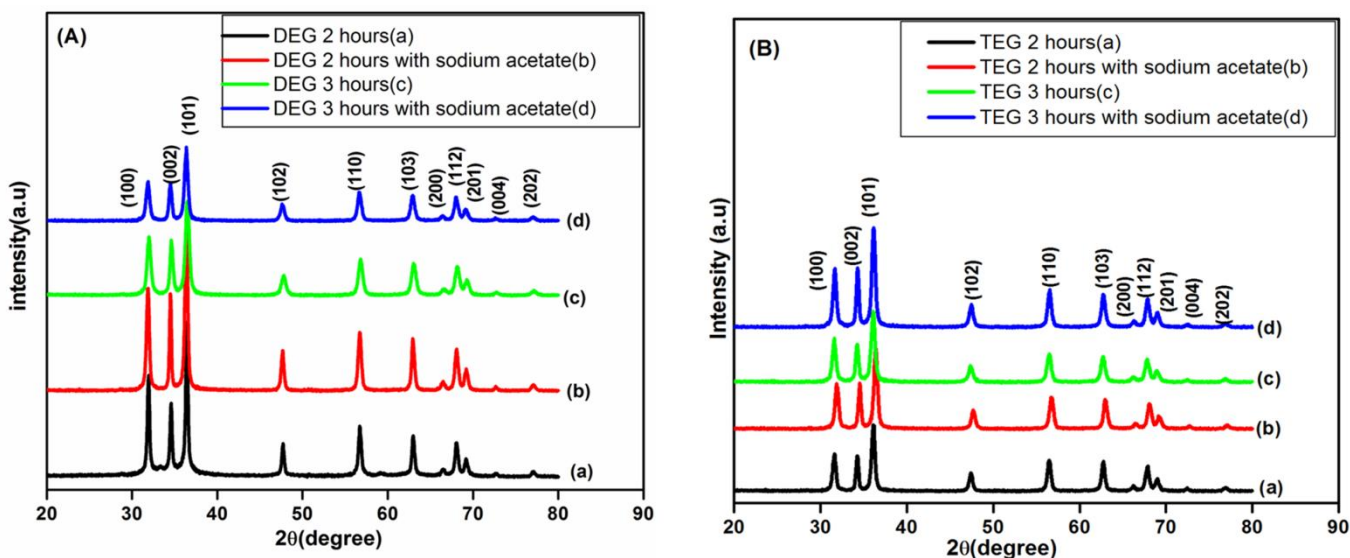 (A)
DEG 2 hours(a)
DEG 2 hours with sodium acetate(b)
DEG 3 hours(c)
DEG 3 hours with sodium acetate(d)
(100)
(002)
(101)
(102)
(110)
(103)
(200)
(112)
(201)
(004)
(202)
(d)
(c)
(b)
(a)
intensity(a.u)
20 30 40 50 60 70 80 90
2θ(degree)
(B)
TEG 2 hours(a)
TEG 2 hours with sodium acetate(b)
TEG 3 hours(c)
TEG 3 hours with sodium acetate(d)
(100)
(002)
(101)
(102)
(110)
(103)
(200)
(112)
(201)
(004)
(202)
(d)
(c)
(b)
(a)
Intensity (a.u)
20 30 40 50 60 70 80 90
2θ(degree)